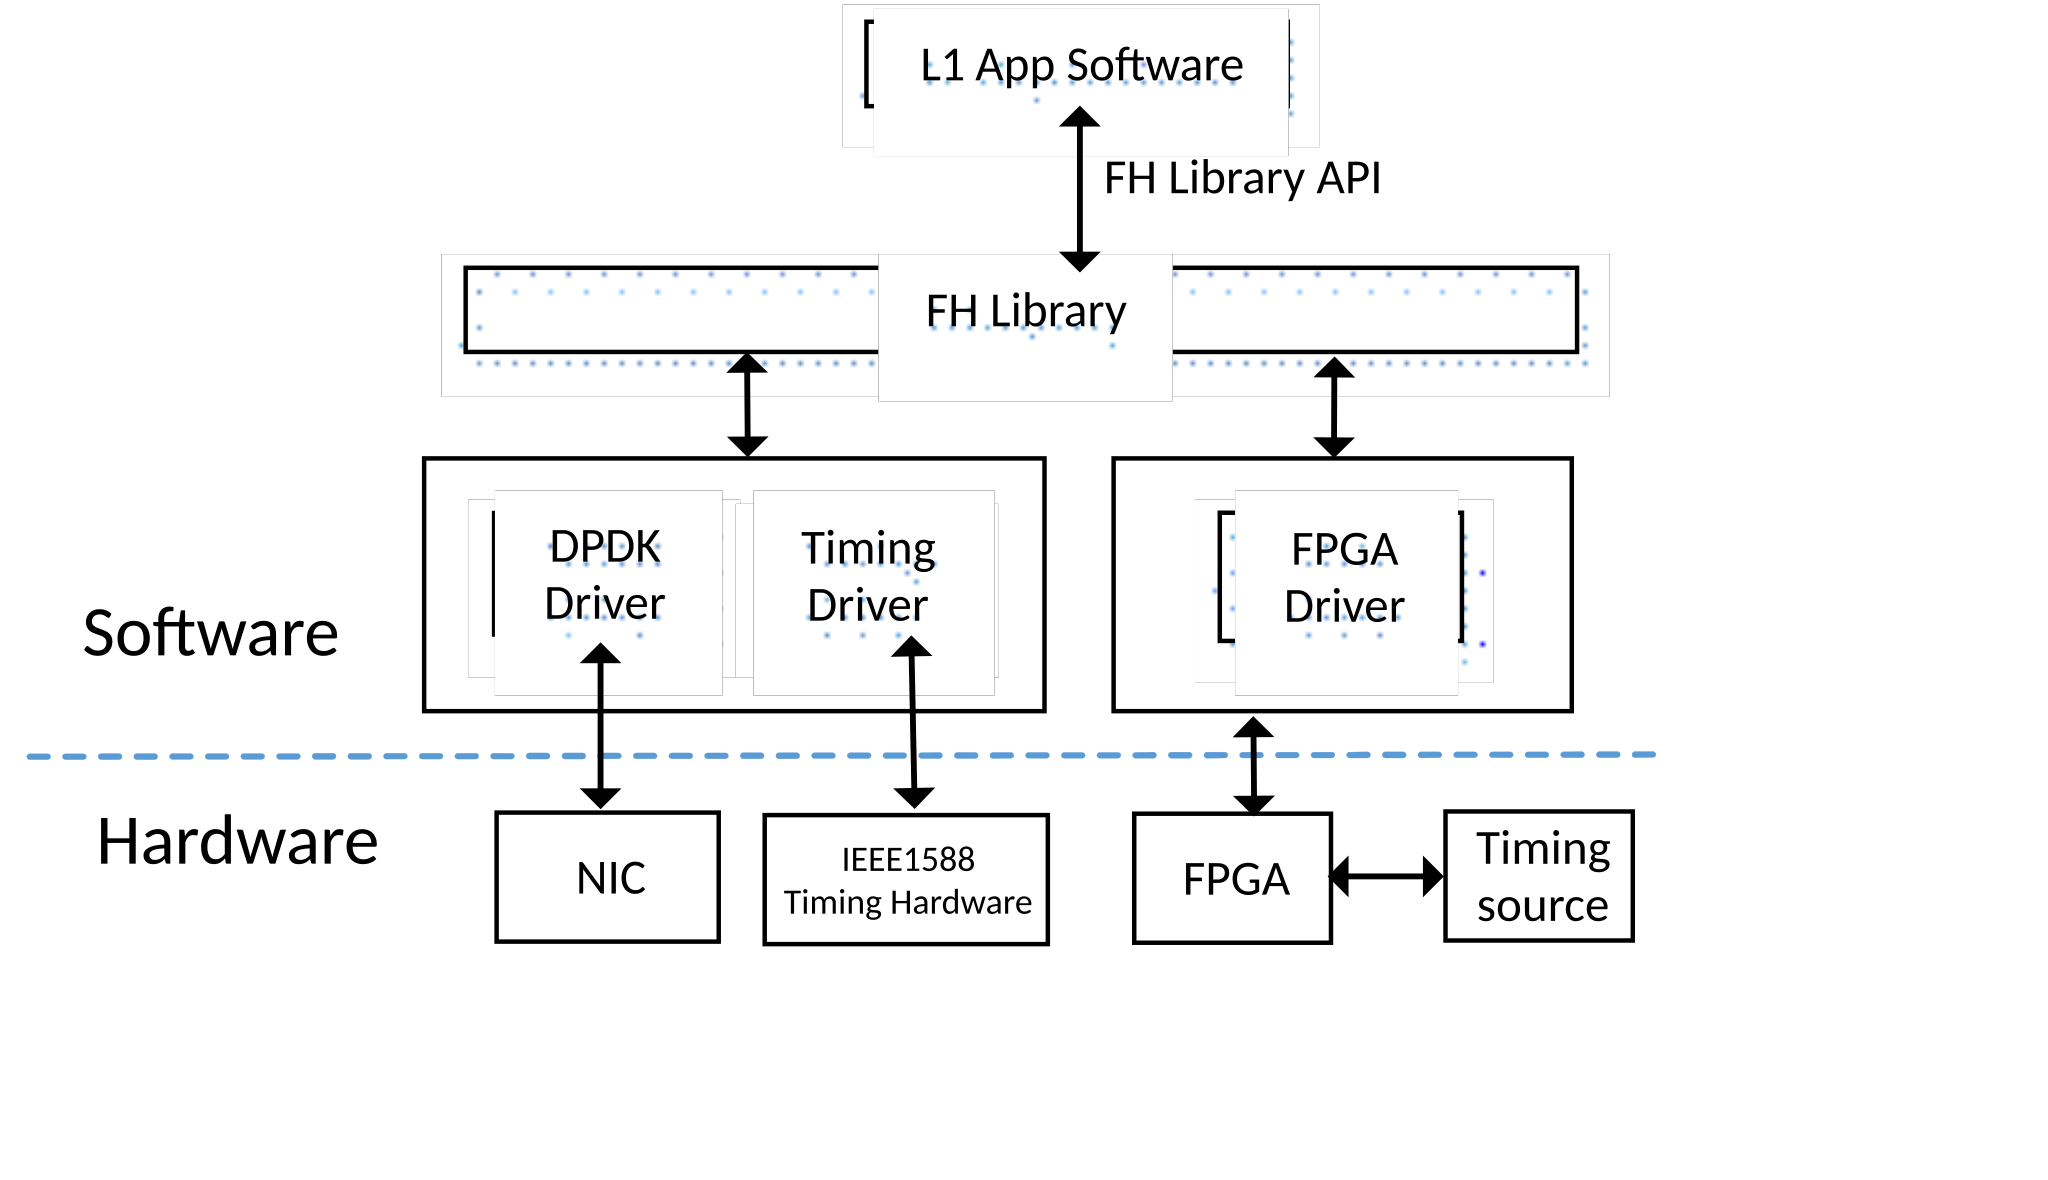 L1 App Software
FH Library API
FH Library
DPDK
Driver
Timing
Driver
FPGA
Driver
Software
Hardware
NIC
IEEE1588
Timing Hardware
FPGA
Timing
source